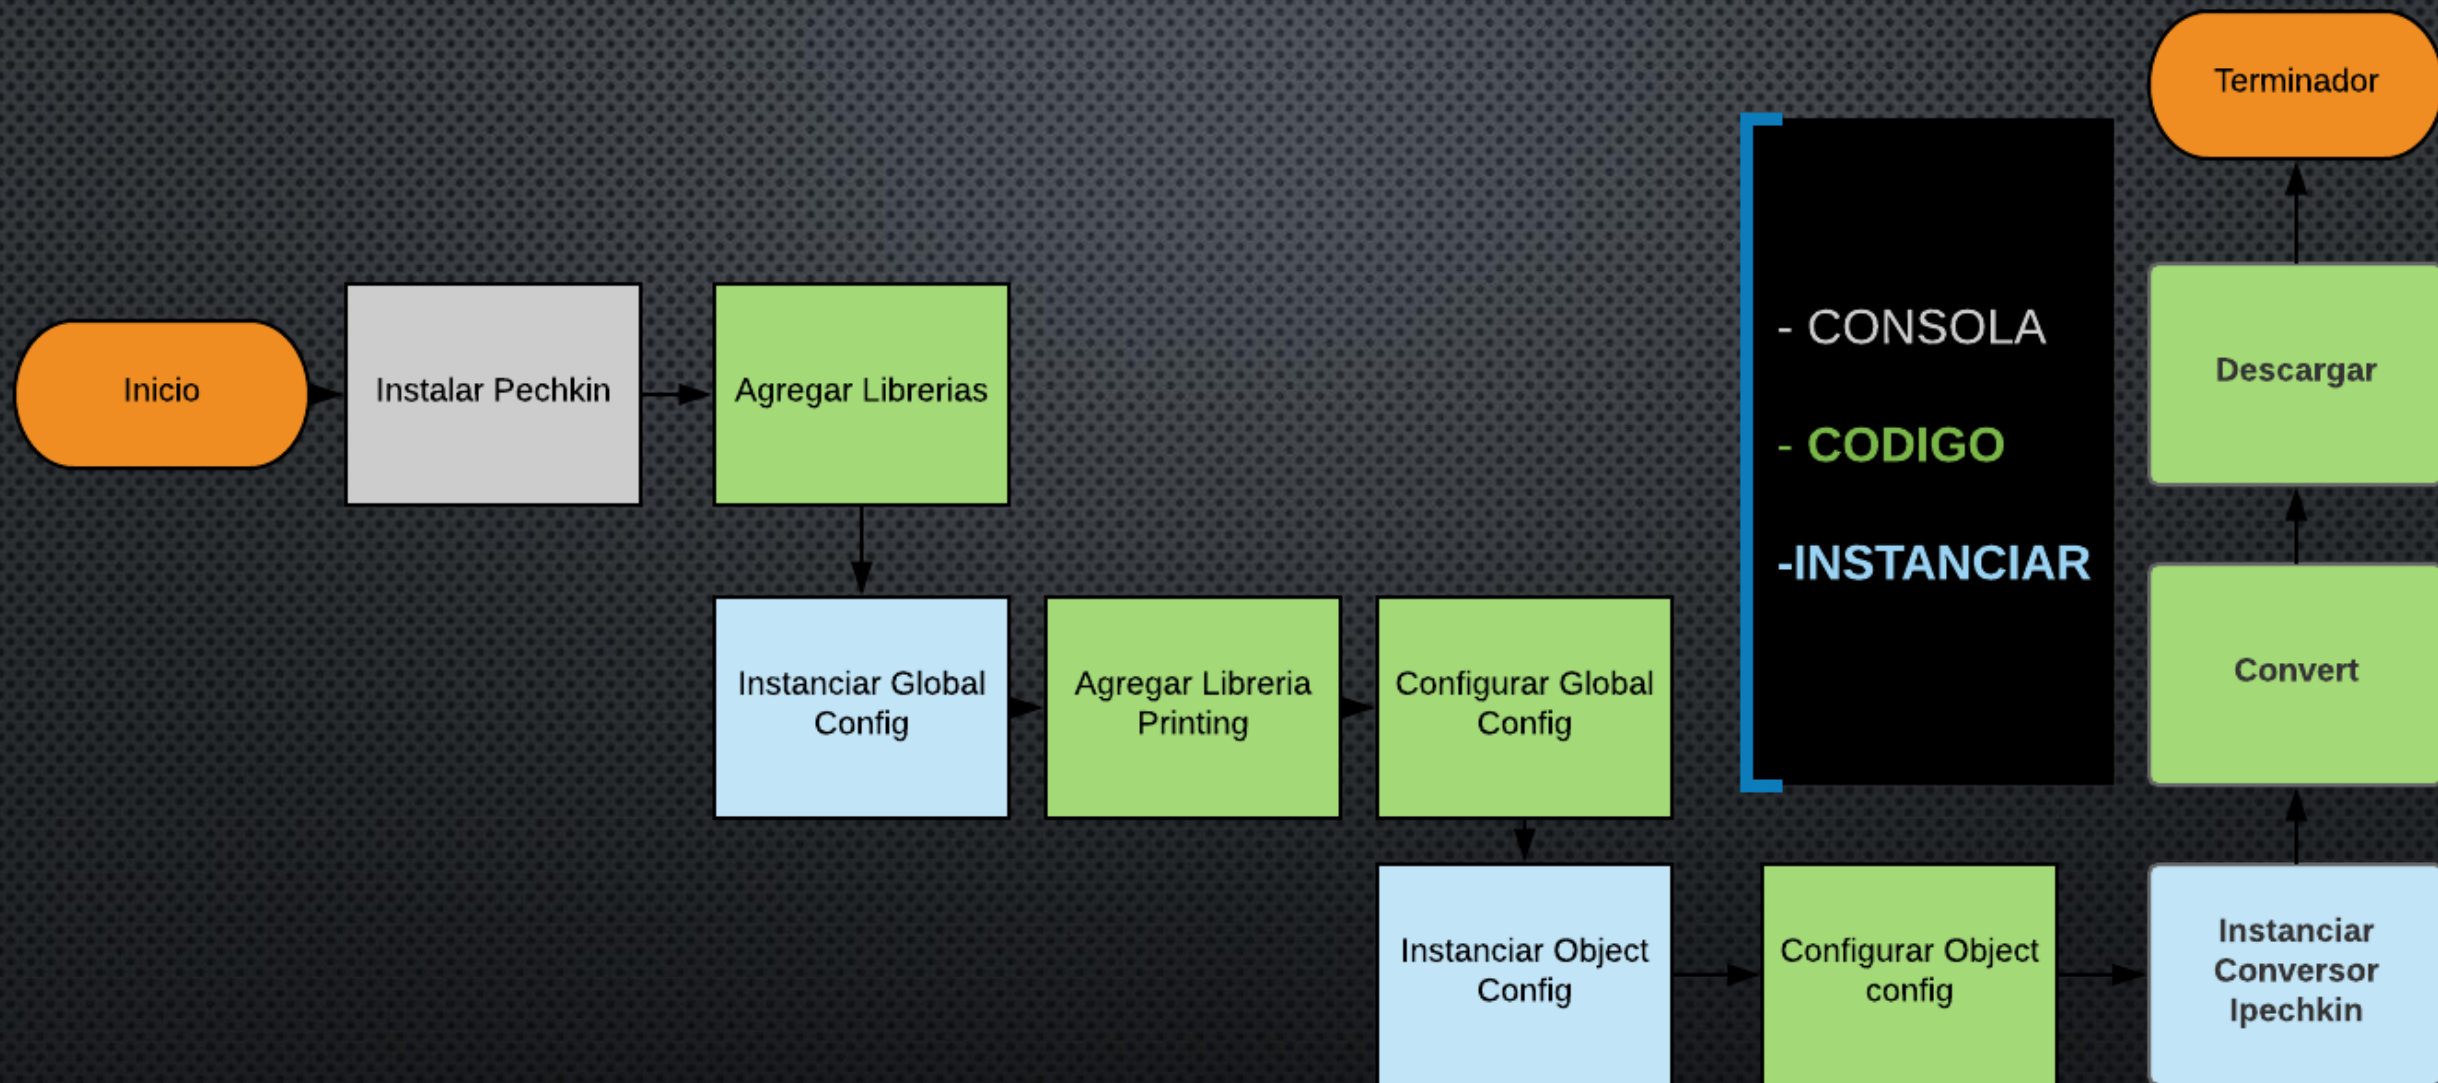 Inicio
Instalar Pechkin
Agregar Librerias
Instanciar Global
Config
Agregar Libreria
Printing
Configurar Global
Config
Instanciar Object
Config
Configurar Object
config
Instanciar
Conversor
Ipechkin
Convert
Descargar
Terminador
- CONSOLA
- CODIGO
-INSTANCIAR